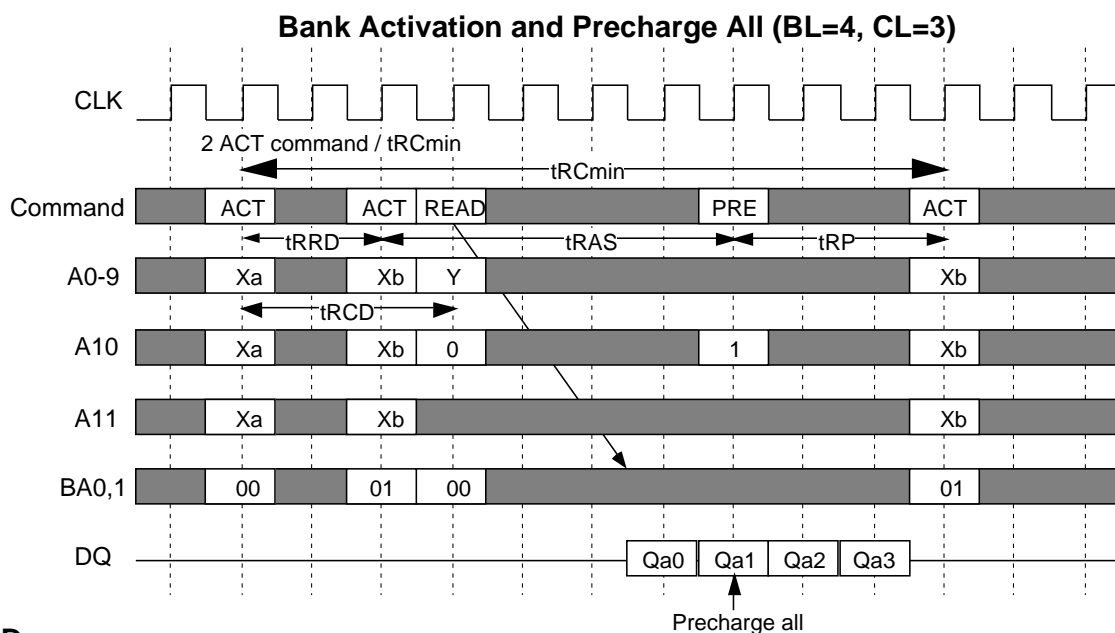 Bank Activation and Precharge All (BL=4, CL=3)
CLK
2 ACT command / tRCmin
tRCmin
Command ACT ACT READ PRE ACT
tRRD tRAS tRP
A0-9 Xa Xb Y Xb
tRCD
A10 Xa Xb 0 1 Xb
A11 Xa Xb Xb
BA0,1 00 01 00 01
DQ Qa0 Qa1 Qa2 Qa3
Precharge all